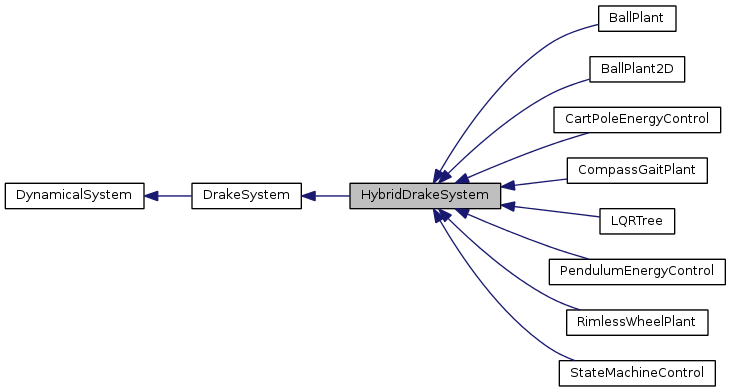 BallPlant
BallPlant2D
CartPoleEnergyControl
CompassGaitPlant
DynamicalSystem
DrakeSystem
HybridDrakeSystem
LQRTree
PendulumEnergyControl
RimlessWheelPlant
StateMachineControl